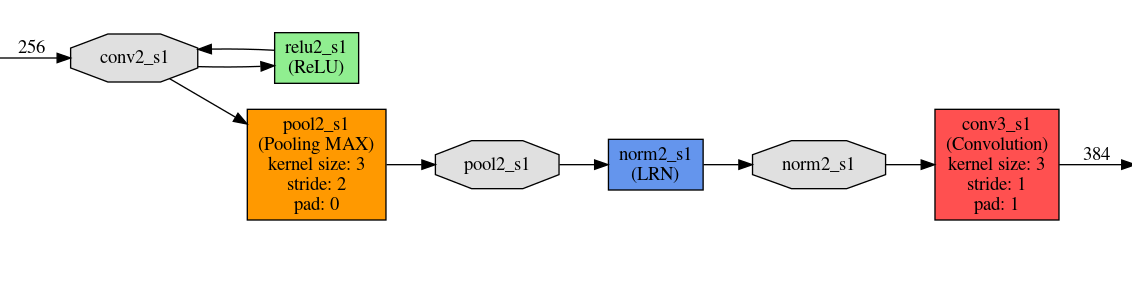 256
conv2_s1
relu2_s1
(ReLU)
pool2_s1
(Pooling MAX)
kernel size: 3
stride: 2
pad: 0
pool2_s1
norm2_s1
(LRN)
norm2_s1
conv3_s1
(Convolution)
kernel size: 3
stride: 1
pad: 1
384